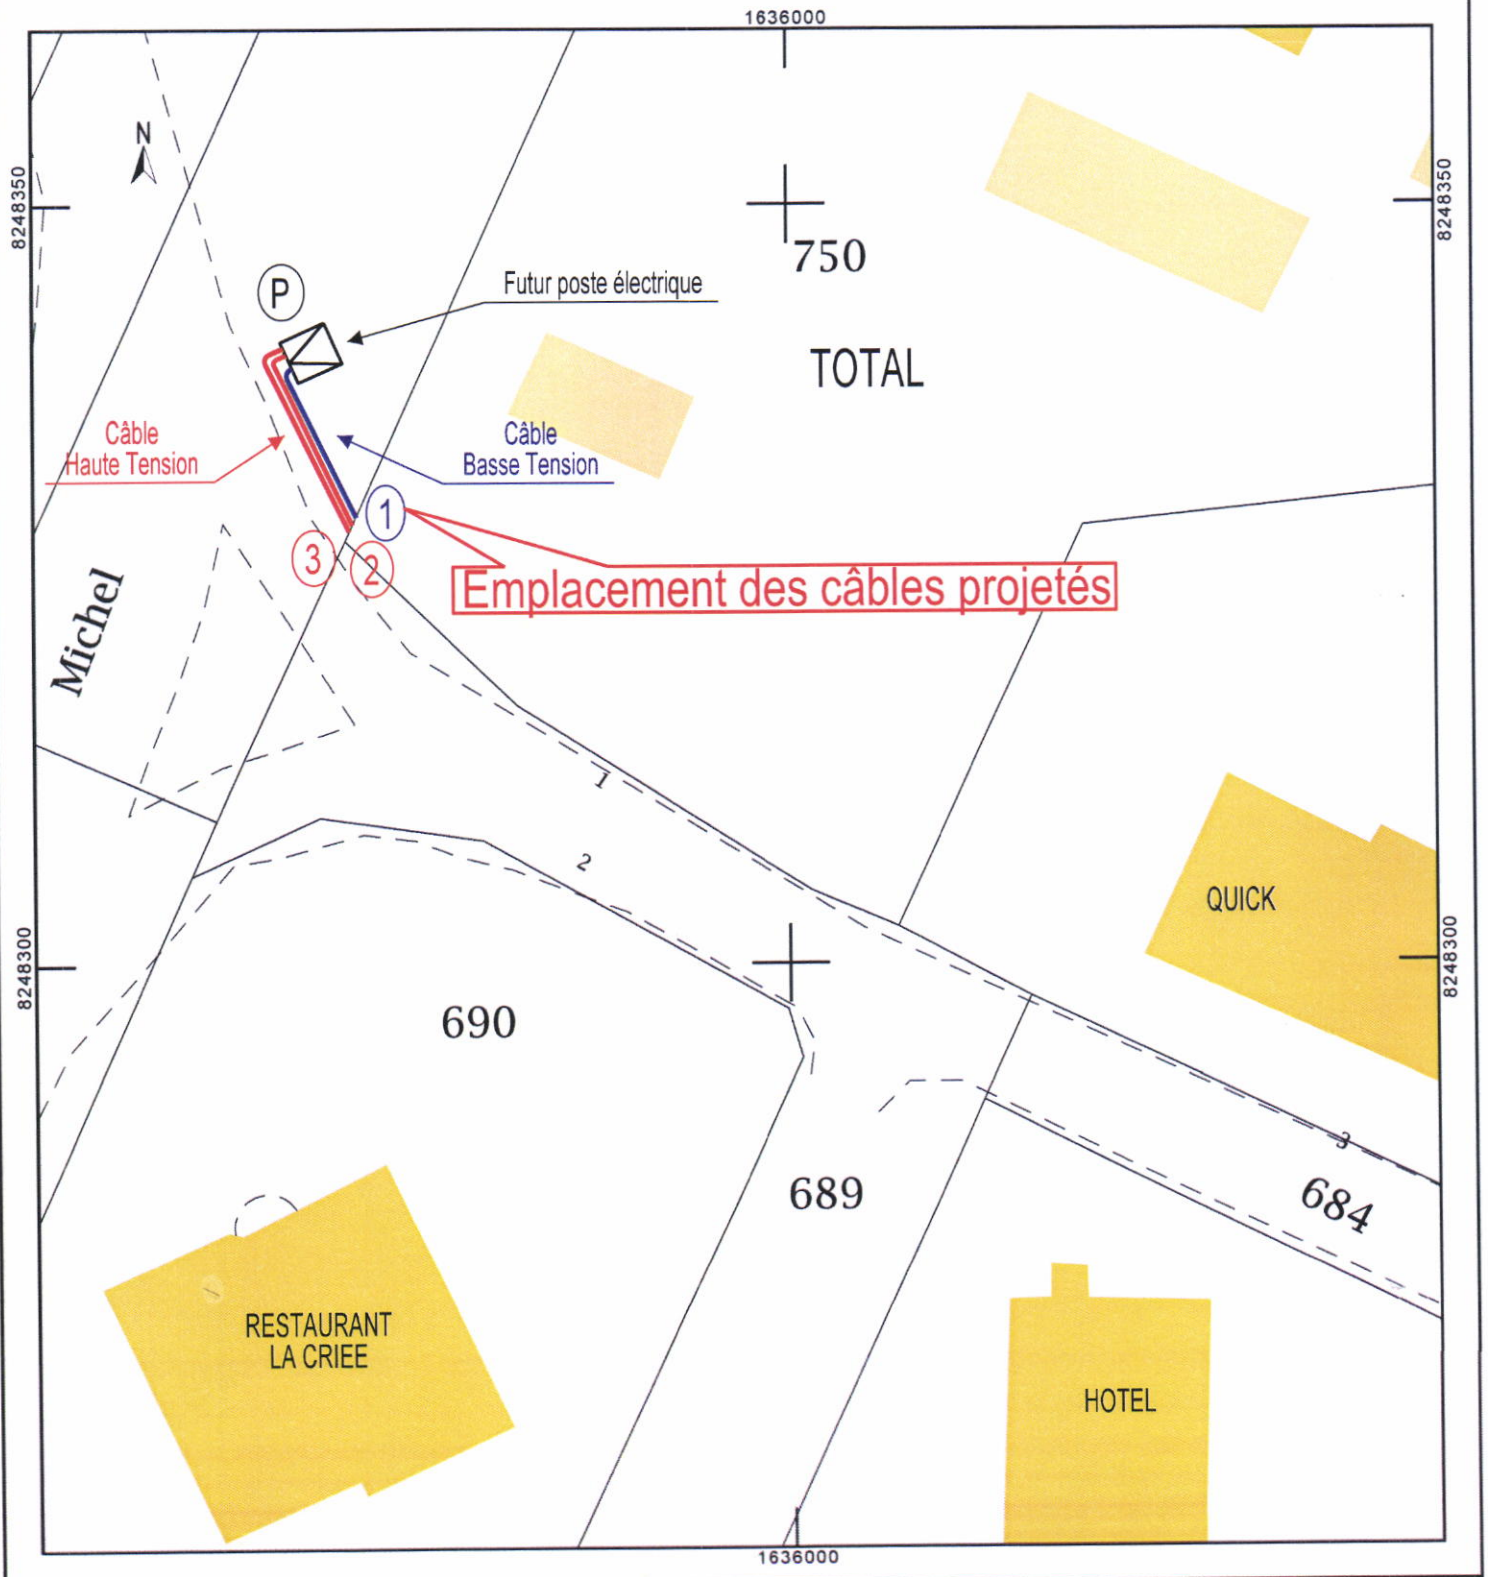 1636000
N
8248350
8248350
750
P
Futur poste électrique
TOTAL
Câble
Haute Tension
Câble
Basse Tension
1
3
2
Emplacement des câbles projetés
Michel
1
2
QUICK
8248300
8248300
690
3
689
684
RESTAURANT
LA CRIEE
HOTEL
1636000